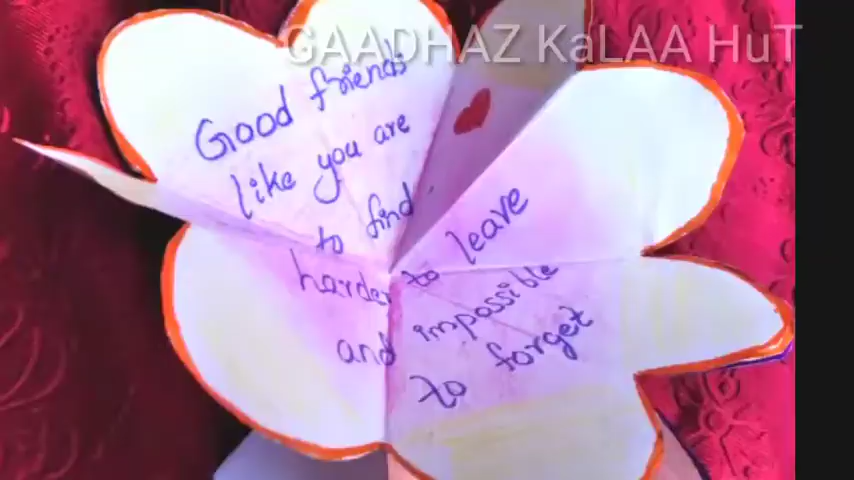 GAADHAZ KaLAA HuT
Good friends
like you are
to find
harder to leave
and impossible
to forget